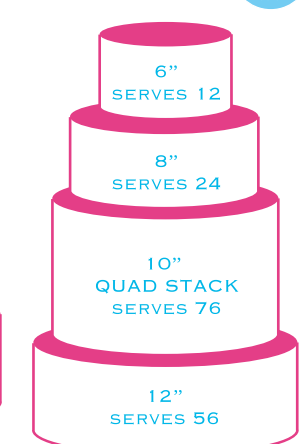 6”
SERVES 12
8”
SERVES 24
10”
QUAD STACK
SERVES 76
12”
SERVES 56